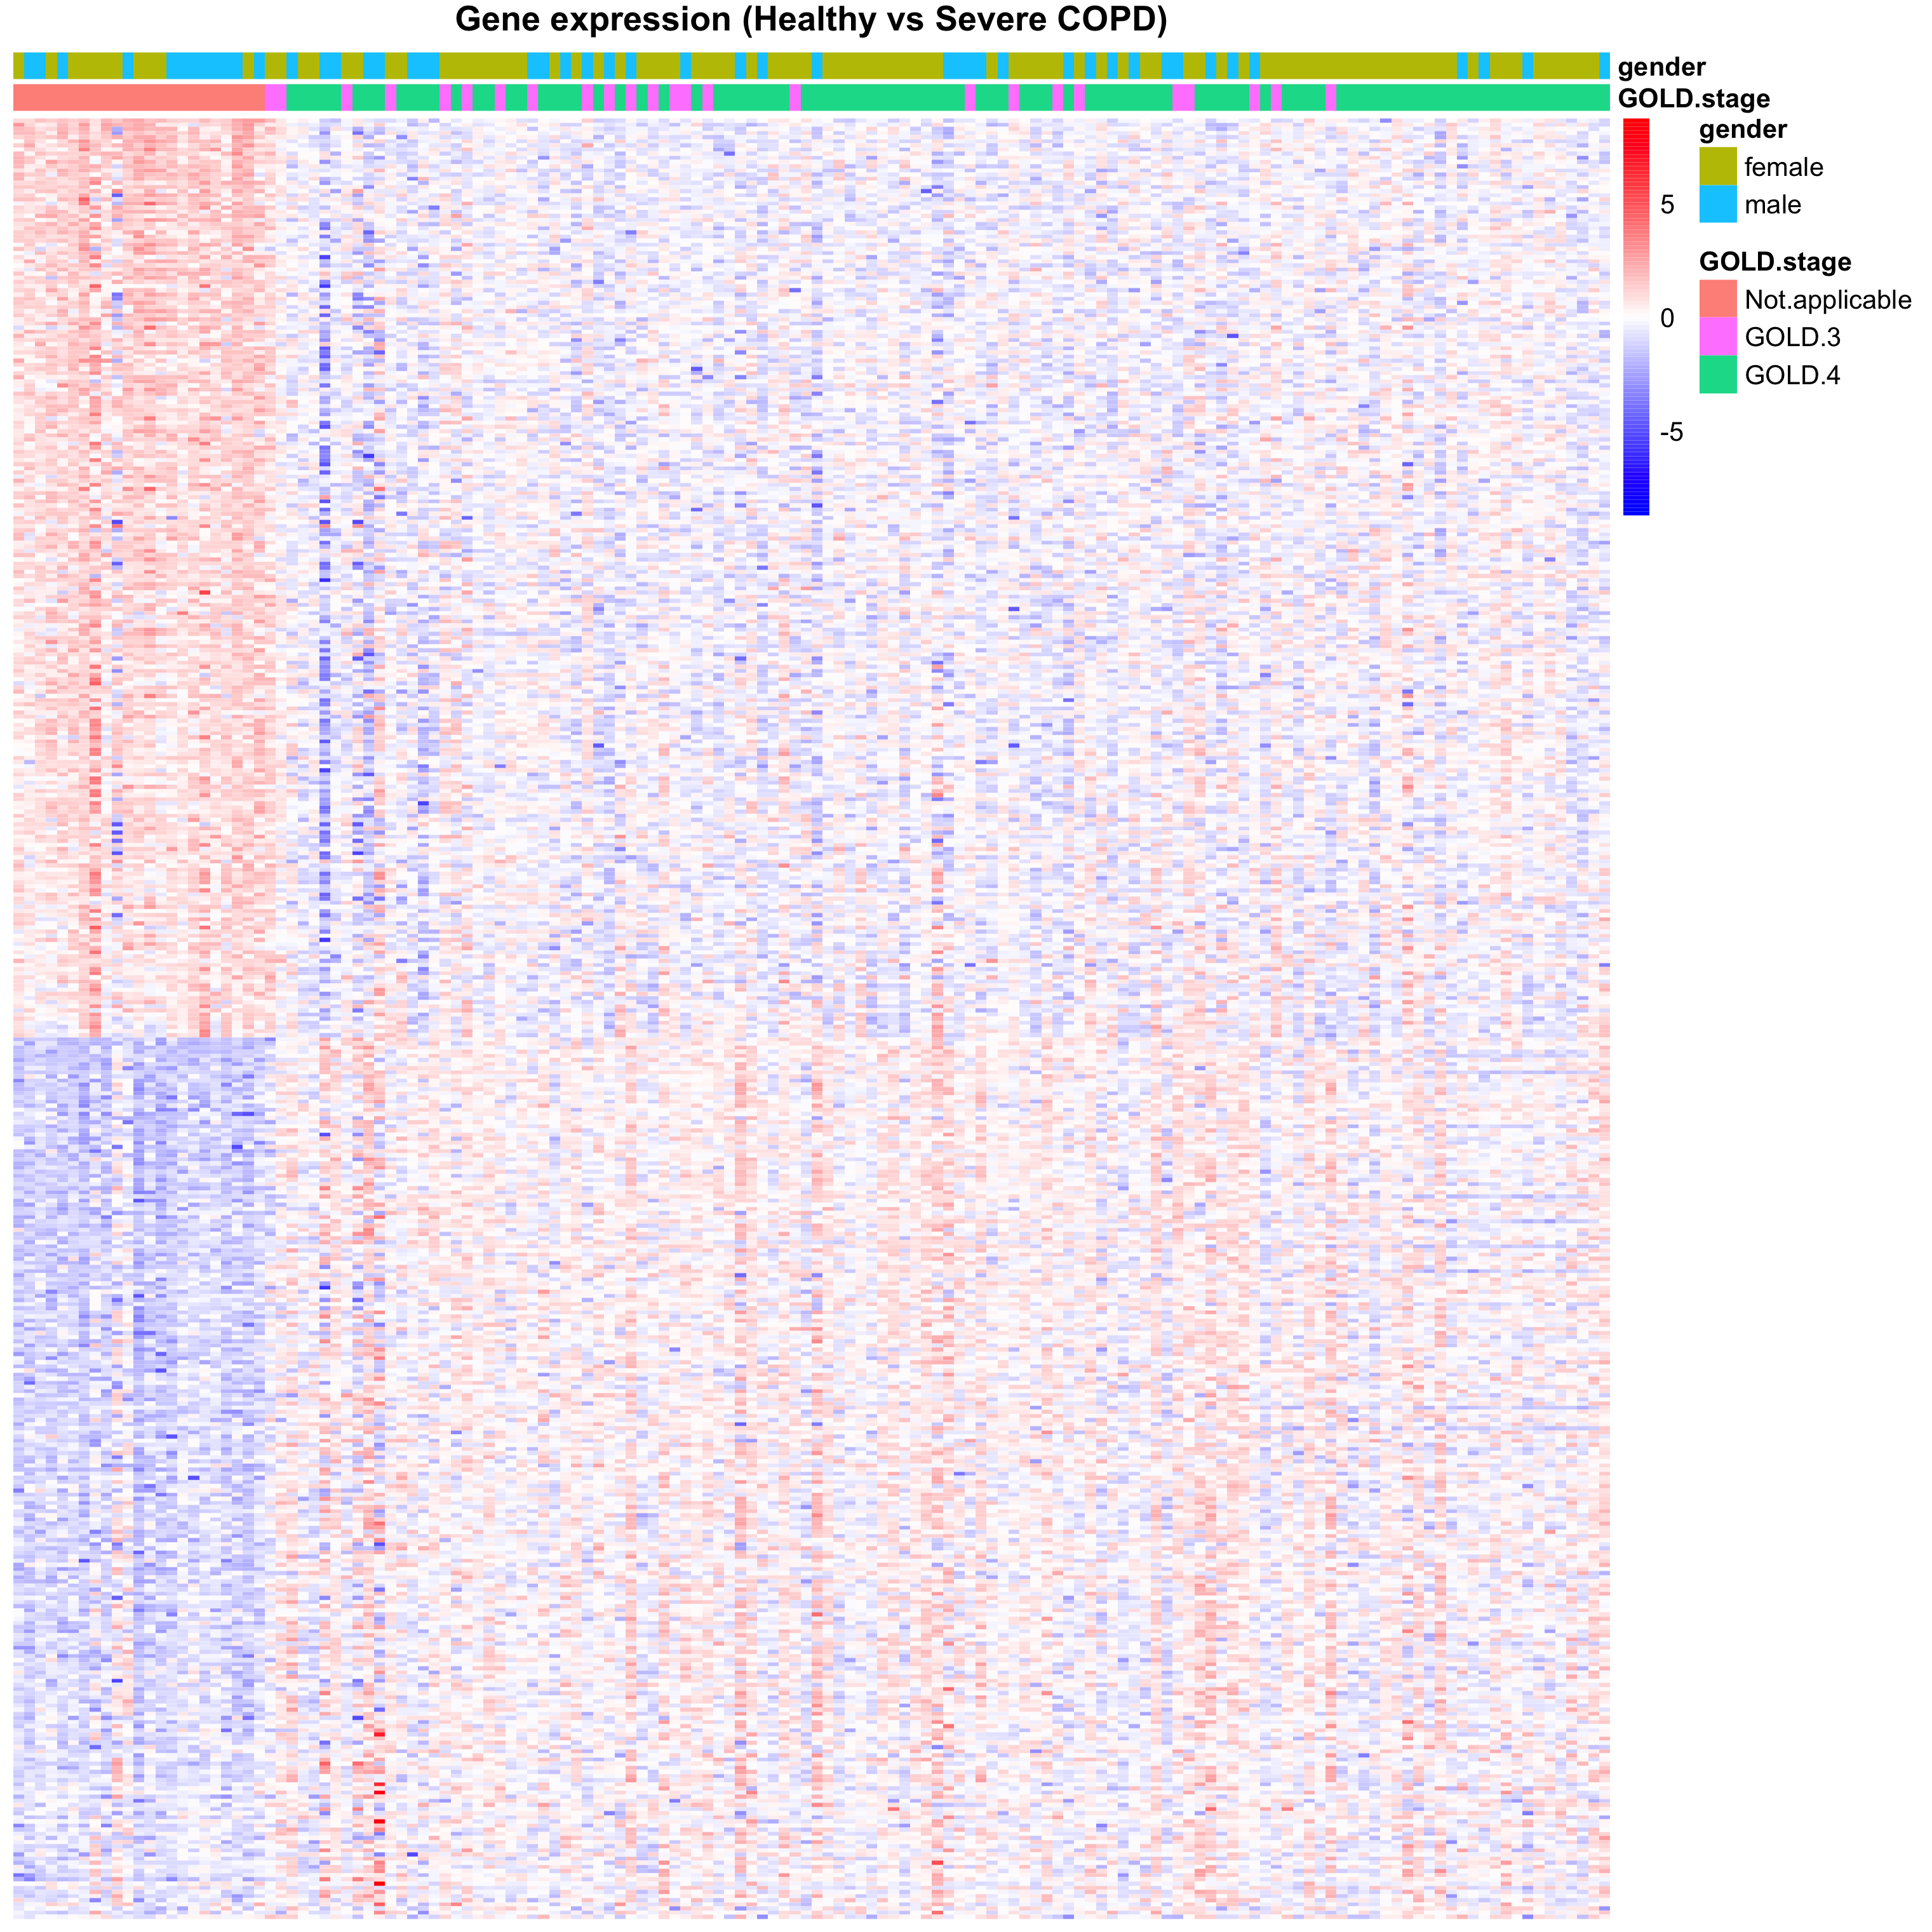 Gene expression (Healthy vs Severe COPD)
gender
GOLD.stage
5
0
-5
gender
female
male
GOLD.stage
Not.applicable
GOLD.3
GOLD.4